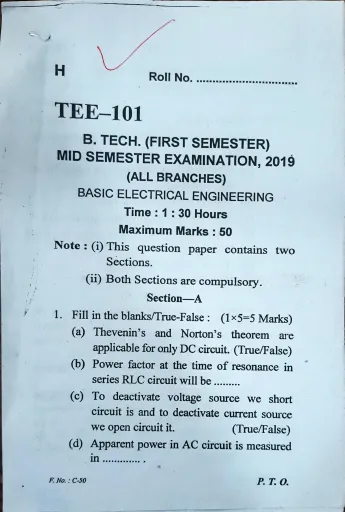 H
Roll No. ..............................
TEE–101
B. TECH. (FIRST SEMESTER)
MID SEMESTER EXAMINATION, 2019
(ALL BRANCHES)
BASIC ELECTRICAL ENGINEERING
Time : 1 : 30 Hours
Maximum Marks : 50
Note : (i) This question paper contains two
Sections.
(ii) Both Sections are compulsory.
Section—A
1. Fill in the blanks/True-False : (1×5=5 Marks)
(a) Thevenin's and Norton's theorem are
applicable for only DC circuit. (True/False)
(b) Power factor at the time of resonance in
series RLC circuit will be .........
(c) To deactivate voltage source we short
circuit is and to deactivate current source
we open circuit it. (True/False)
(d) Apparent power in AC circuit is measured
in ............. .
F. No. : C-50 P. T. O.